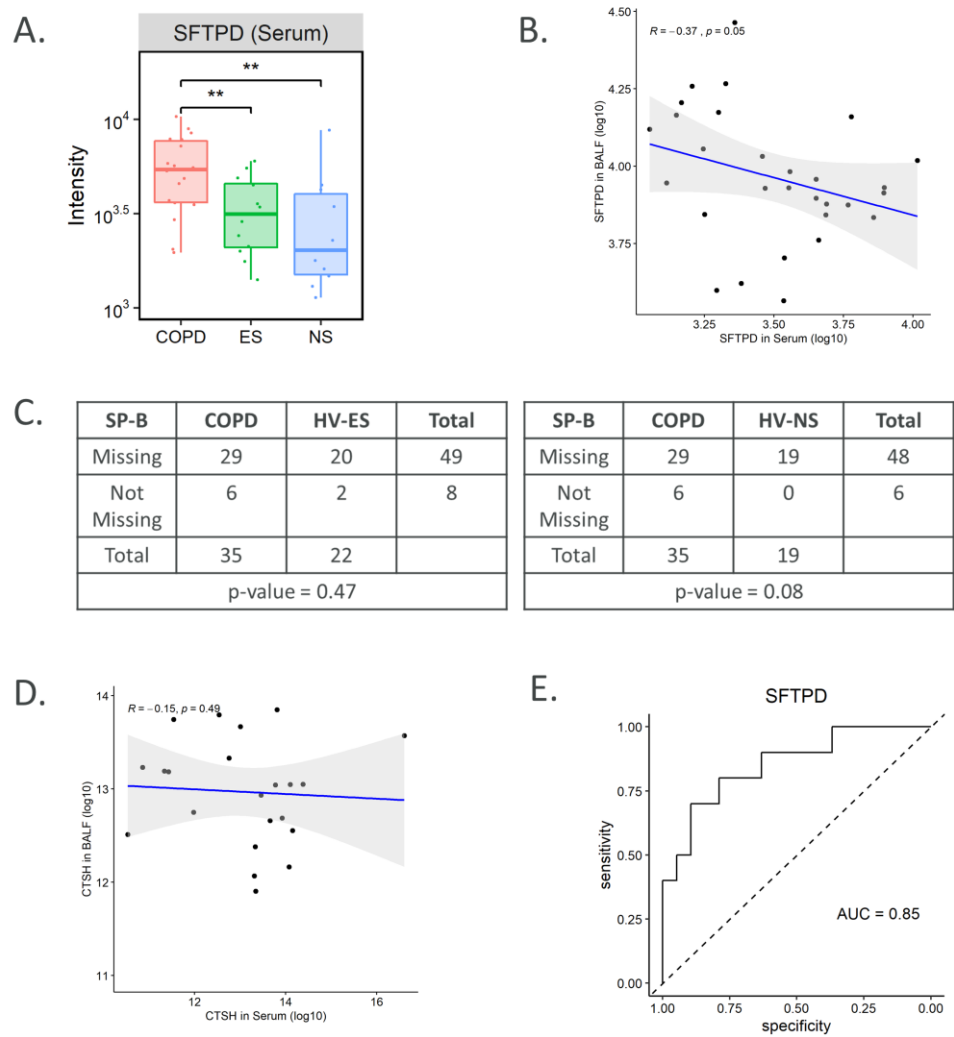 A.
SFTPD (Serum)
**
**
10^4
10^3.5
10^3
Intensity
COPD ES NS
B.
R = −0.37 , p = 0.05
4.50
4.25
4.00
3.75
SFTPD in BALF (log10)
3.25 3.50 3.75 4.00
SFTPD in Serum (log10)
C.
SP-B COPD HV-ES Total
Missing 29 20 49
Not 6 2 8
Missing
Total 35 22
p-value = 0.47
SP-B COPD HV-NS Total
Missing 29 19 48
Not 6 0 6
Missing
Total 35 19
p-value = 0.08
D.
R = −0.15, p = 0.49
14
13
12
11
CTSH in BALF (log10)
12 14 16
CTSH in Serum (log10)
E.
SFTPD
1.00
0.75
0.50
0.25
0.00
sensitivity
AUC = 0.85
1.00 0.75 0.50 0.25 0.00
specificity